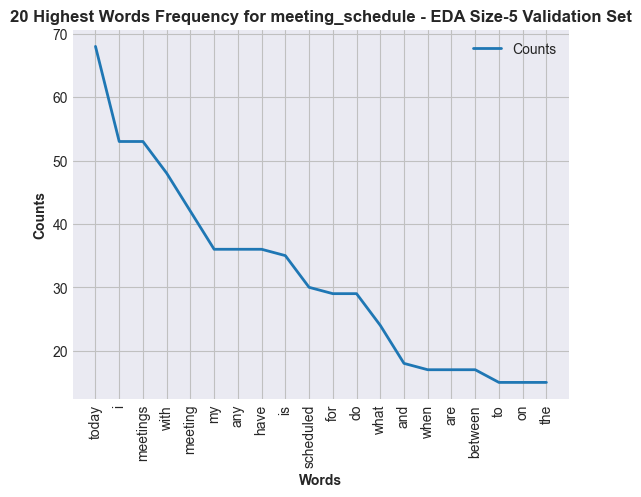 20 Highest Words Frequency for meeting_schedule - EDA Size-5 Validation Set
Counts
70
60
50
40
30
20
Counts
today
i
meetings
with
meeting
my
any
have
is
scheduled
for
do
what
and
when
are
between
to
on
the
Words